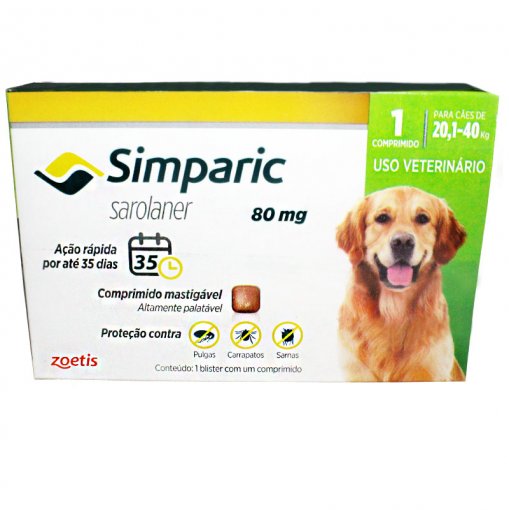 1
COMPRIMIDO
PARA CÃES DE
20,1-40 Kg
USO VETERINÁRIO
Simparic
sarolaner
80 mg
Ação rápida
por até 35 dias
35
Comprimido mastigável
Altamente palatável
Proteção contra
Pulgas Carrapatos Sarnas
zoetis
Conteúdo: 1 blister com um comprimido